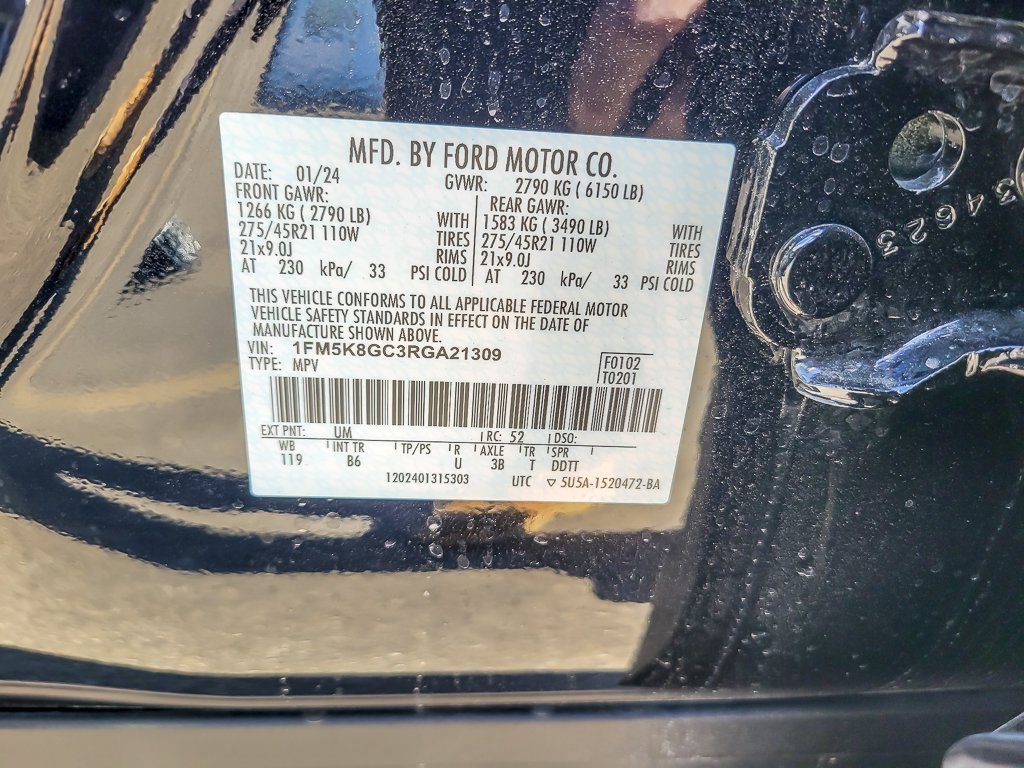 MFD. BY FORD MOTOR CO.
DATE: 01/24 GVWR: 2790 KG ( 6150 LB)
FRONT GAWR: REAR GAWR:
1266 KG ( 2790 LB) WITH 1583 KG ( 3490 LB) WITH
275/45R21 110W TIRES 275/45R21 110W TIRES
21x9.0J RIMS 21x9.0J RIMS
AT 230 kPa/ 33 PSI COLD AT 230 kPa/ 33 PSI COLD
THIS VEHICLE CONFORMS TO ALL APPLICABLE FEDERAL MOTOR
VEHICLE SAFETY STANDARDS IN EFFECT ON THE DATE OF
MANUFACTURE SHOWN ABOVE.
VIN: 1FM5K8GC3RGA21309
TYPE: MPV F0102
T0201
EXT PNT: UM RC: 52 DSO:
WB INT TR TP/PS R AXLE TR SPR
119 B6 U 3B T DDTT
1202401315303 UTC ▽ 5U5A-1520472-BA
34623